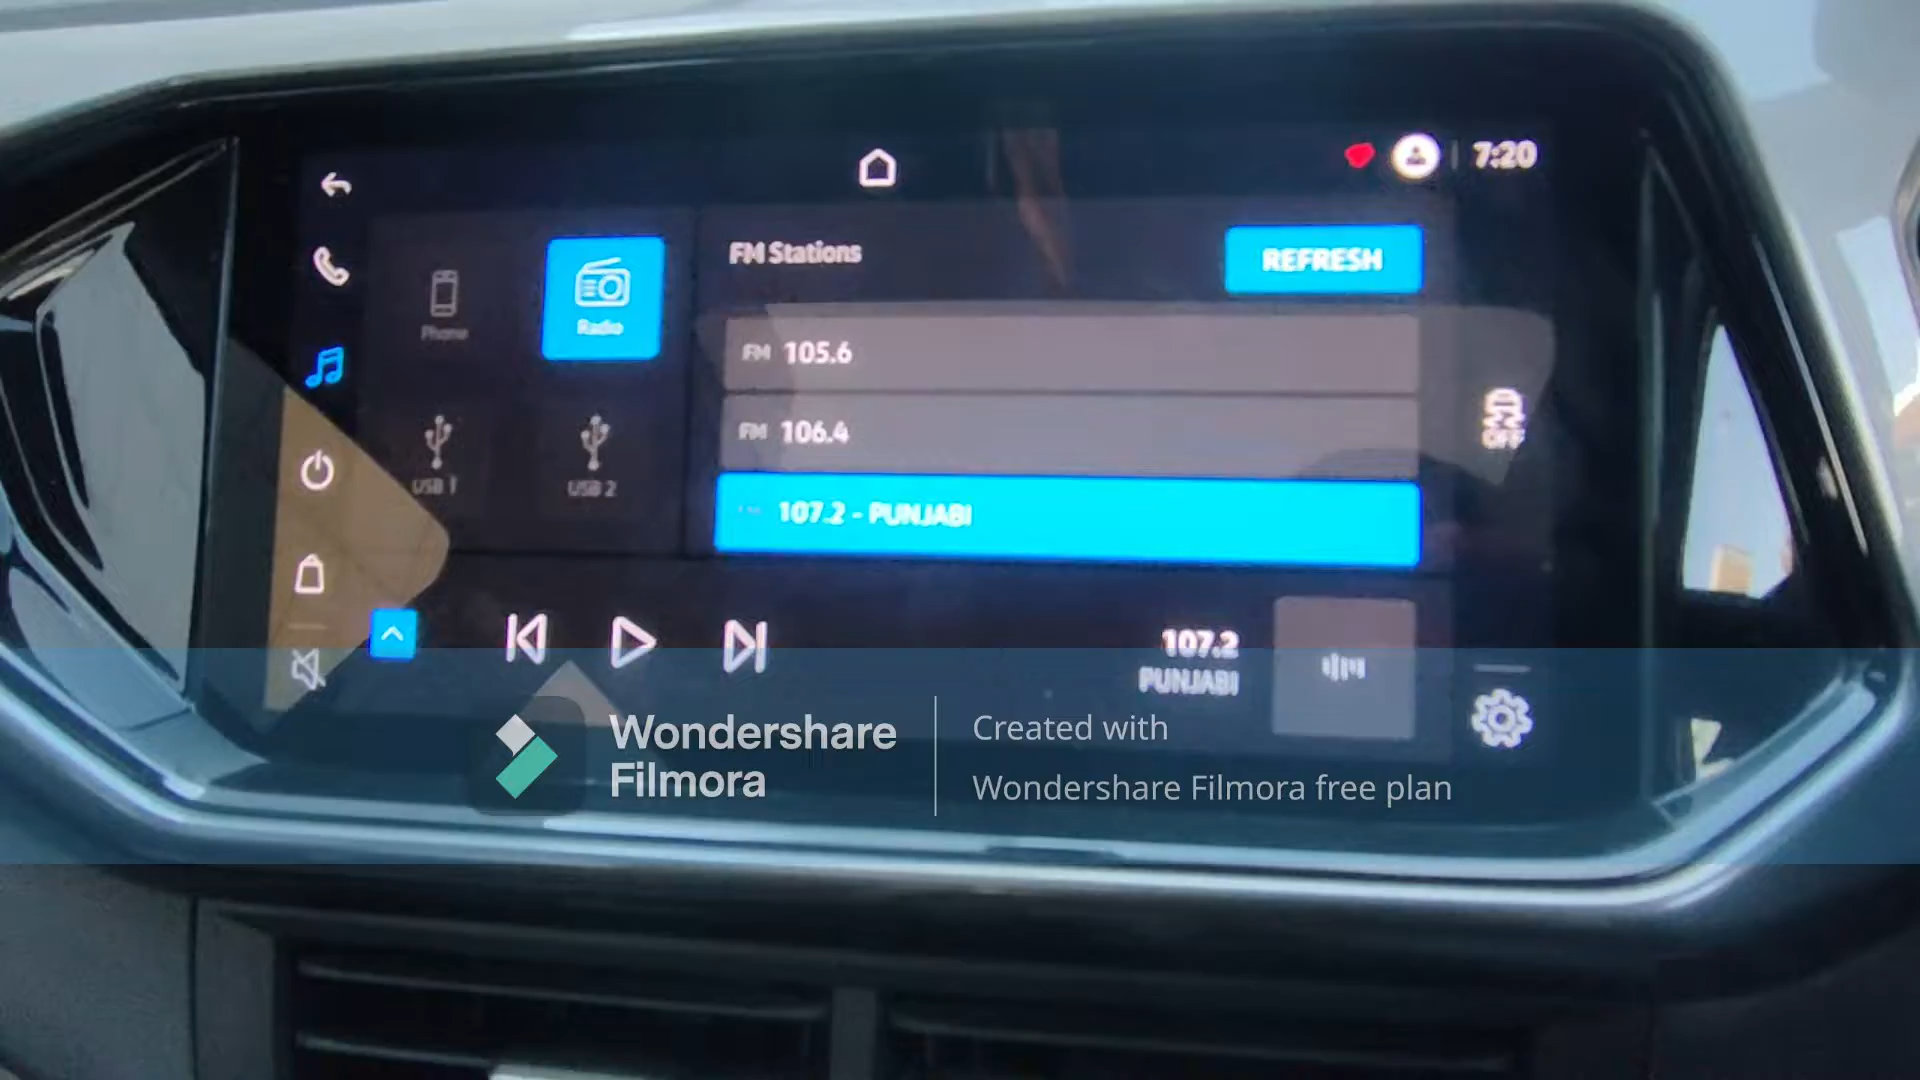 7:20
FM Stations
REFRESH
Phone
Radio
FM 105.6
FM 106.4
OFF
USB 1
USB 2
107.2 - PUNJABI
107.2
PUNJABI
Wondershare
Filmora
Created with
Wondershare Filmora free plan